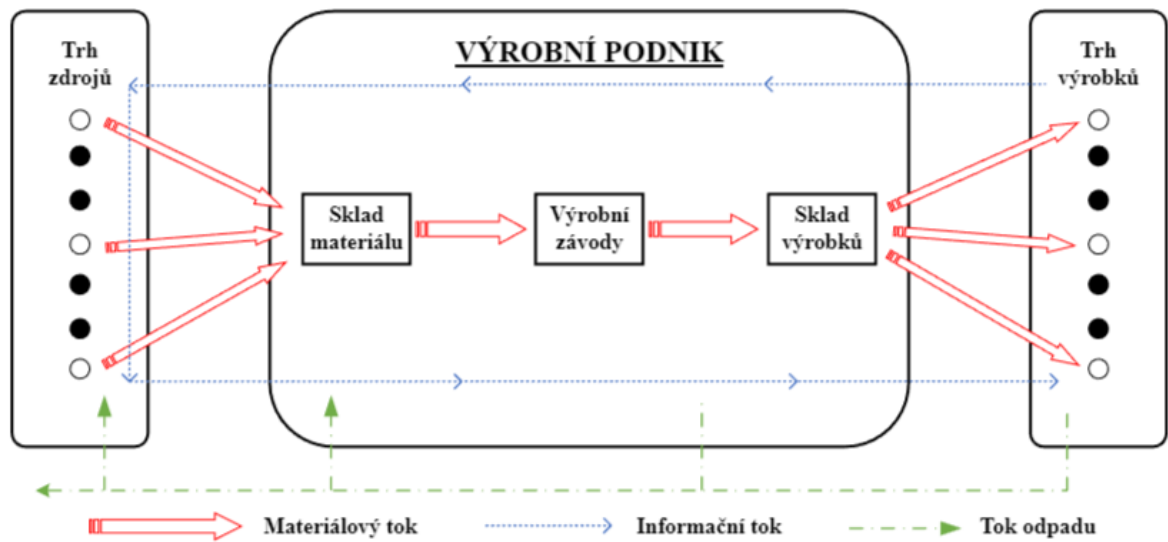 VÝROBNÍ PODNIK
Trh
zdrojů
Trh
výrobků
Sklad
materiálu
Výrobní
závody
Sklad
výrobků
Materiálový tok
Informační tok
Tok odpadu